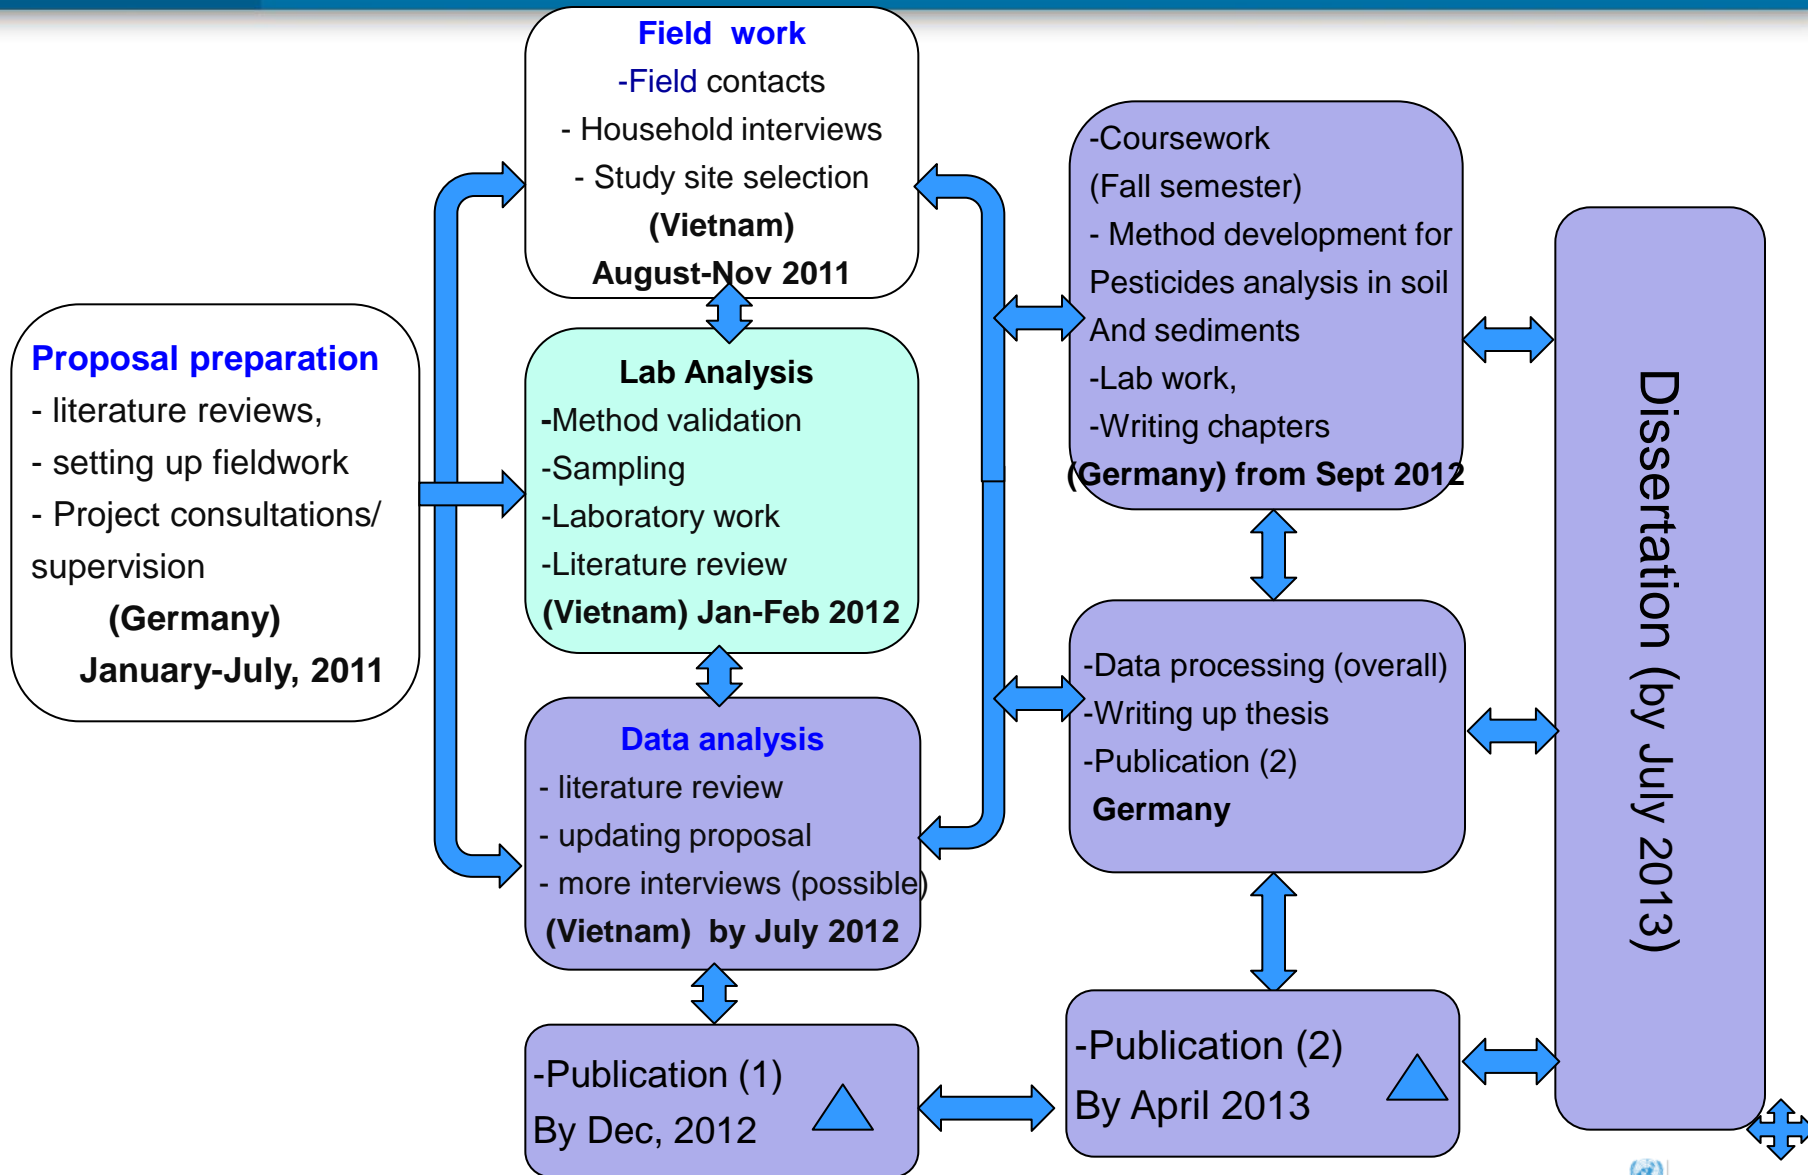 Field work
-Field contacts
- Household interviews
- Study site selection
(Vietnam)
August-Nov 2011
Proposal preparation
- literature reviews,
- setting up fieldwork
- Project consultations/
supervision
(Germany)
January-July, 2011
Lab Analysis
-Method validation
-Sampling
-Laboratory work
-Literature review
(Vietnam) Jan-Feb 2012
Data analysis
- literature review
- updating proposal
- more interviews (possible)
(Vietnam) by July 2012
-Publication (1)
By Dec, 2012
-Coursework
(Fall semester)
- Method development for
Pesticides analysis in soil
And sediments
-Lab work,
-Writing chapters
(Germany) from Sept 2012
-Data processing (overall)
-Writing up thesis
-Publication (2)
Germany
-Publication (2)
By April 2013
Dissertation (by July 2013)